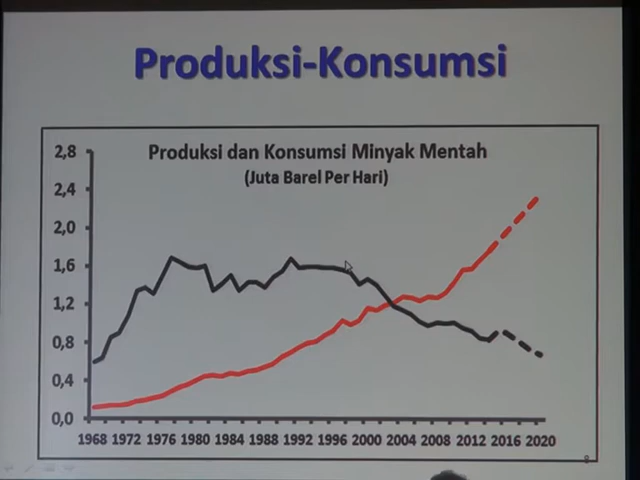 Produksi-Konsumsi
Produksi dan Konsumsi Minyak Mentah
(Juta Barel Per Hari)
2,8
2,4
2,0
1,6
1,2
0,8
0,4
0,0
1968 1972 1976 1980 1984 1988 1992 1996 2000 2004 2008 2012 2016 2020